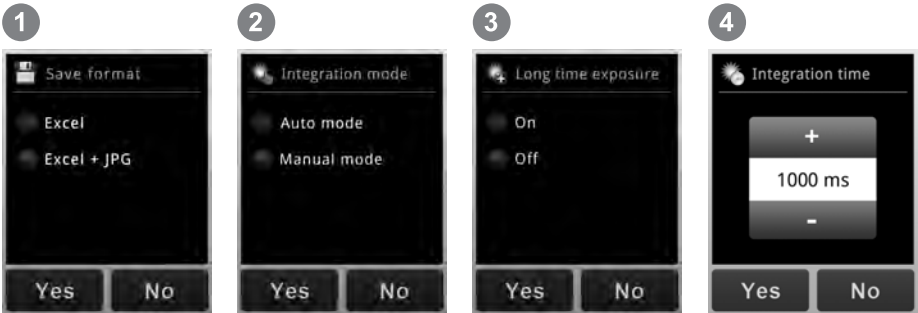 1
Save format
Excel
Excel + JPG
Yes No
2
Integration mode
Auto mode
Manual mode
Yes No
3
Long time exposure
On
Off
Yes No
4
Integration time
+
1000 ms
-
Yes No